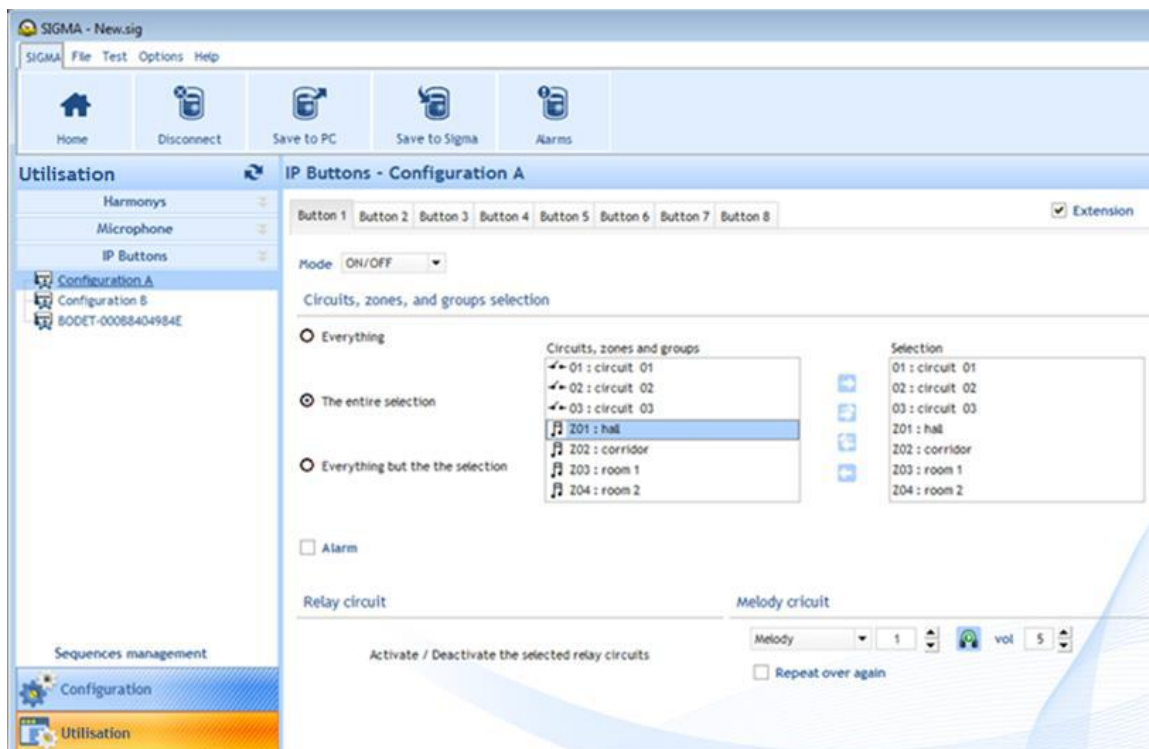 SIGMA - New.sig
SIGMA File Test Options Help
Home Disconnect Save to PC Save to Sigma Alarms
Utilisation
Harmonys
Microphone
IP Buttons
Configuration A
Configuration B
BODET-000B8404984E
Sequences management
Configuration
Utilisation
IP Buttons - Configuration A
Button 1 Button 2 Button 3 Button 4 Button 5 Button 6 Button 7 Button 8 Extension
Mode ON/OFF
Circuits, zones, and groups selection
Everything
The entire selection
Everything but the the selection
Circuits, zones and groups
01 : circuit 01
02 : circuit 02
03 : circuit 03
Z01 : hall
Z02 : corridor
Z03 : room 1
Z04 : room 2
Selection
01 : circuit 01
02 : circuit 02
03 : circuit 03
Z01 : hall
Z02 : corridor
Z03 : room 1
Z04 : room 2
Alarm
Relay circuit
Activate / Deactivate the selected relay circuits
Melody cricuit
Melody 1 vol 5
Repeat over again